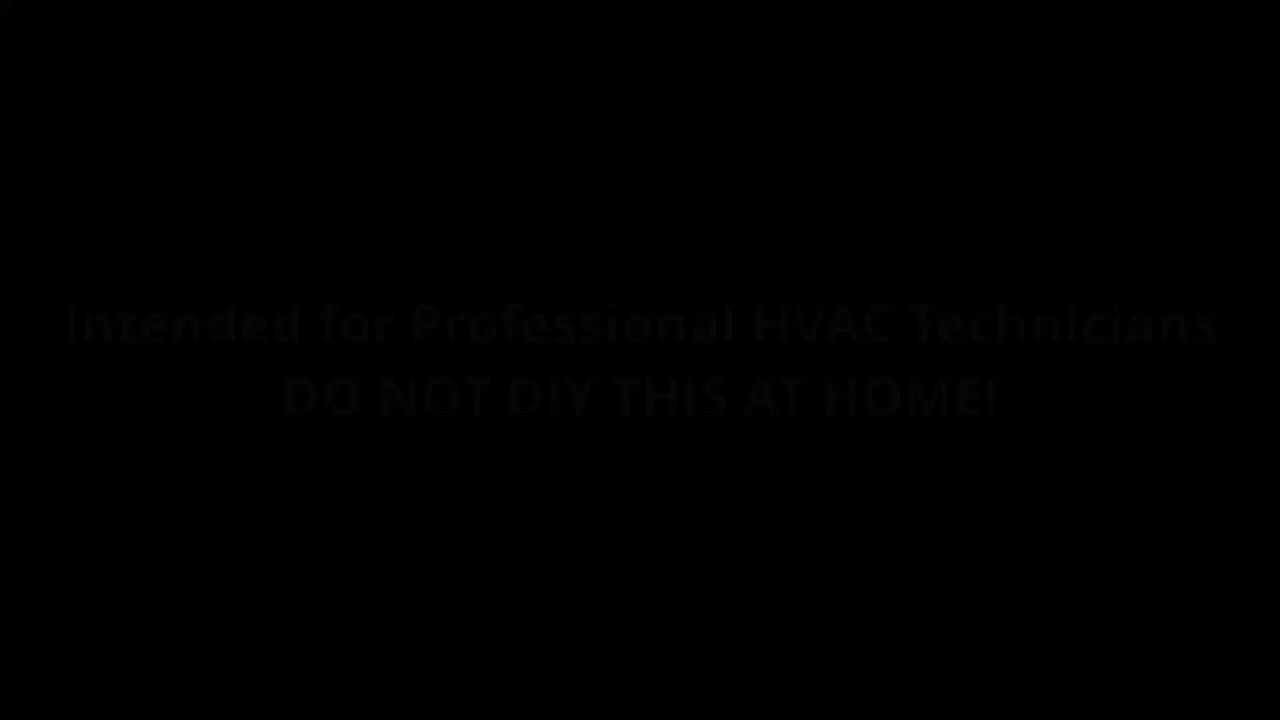 Intended for Professional HVAC Technicians
DO NOT DIY THIS AT HOME!